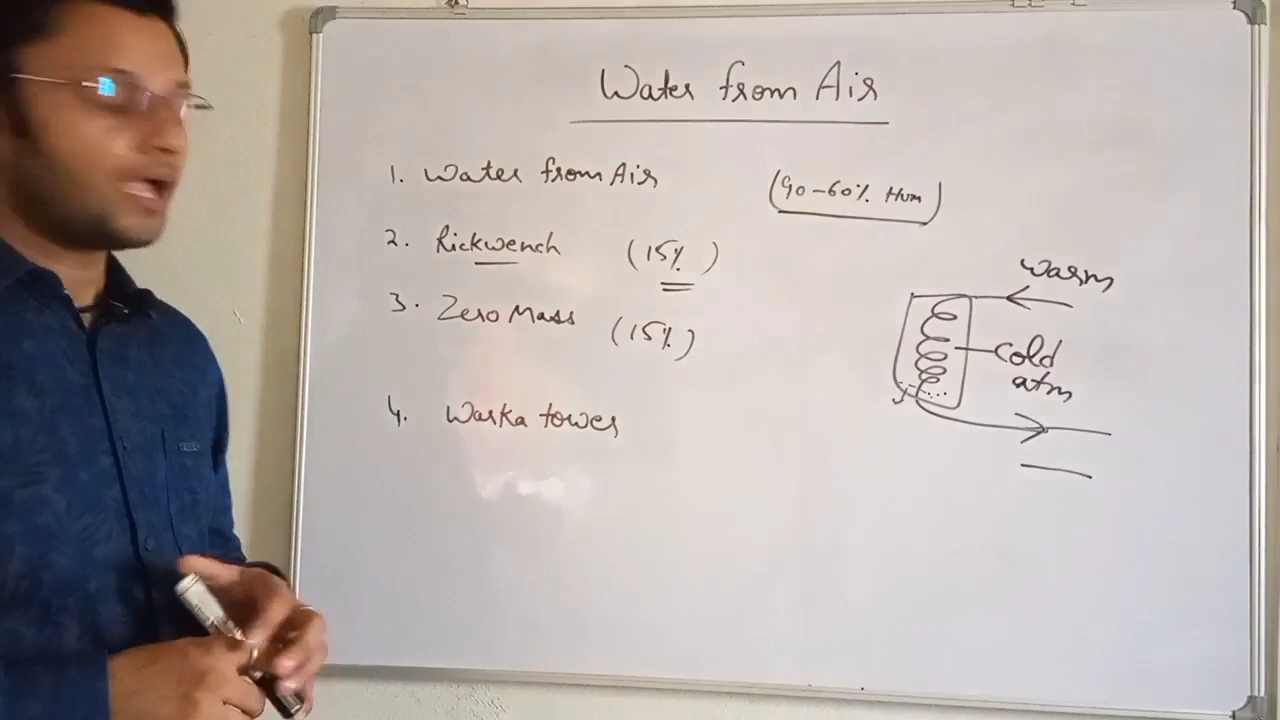 Water from Air
1. Water from Air
(90-60% Hum)
2. Rickwench (15%)
3. Zero Mass (15%)
4. Warka tower
warm
cold
atm